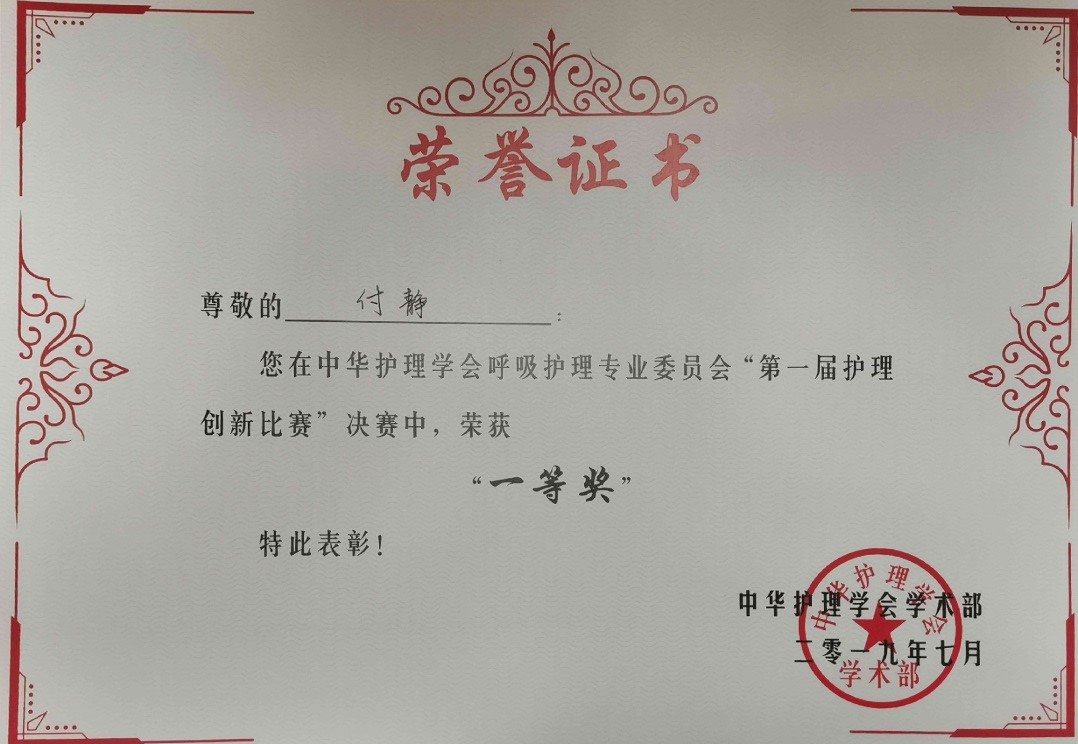 荣誉证书
尊敬的 付静 :
您在中华护理学会呼吸护理专业委员会“第一届护理
创新比赛”决赛中，荣获
“一等奖”
特此表彰！
中华护理学会学术部
二零一九年七月
中华护理学会
学术部